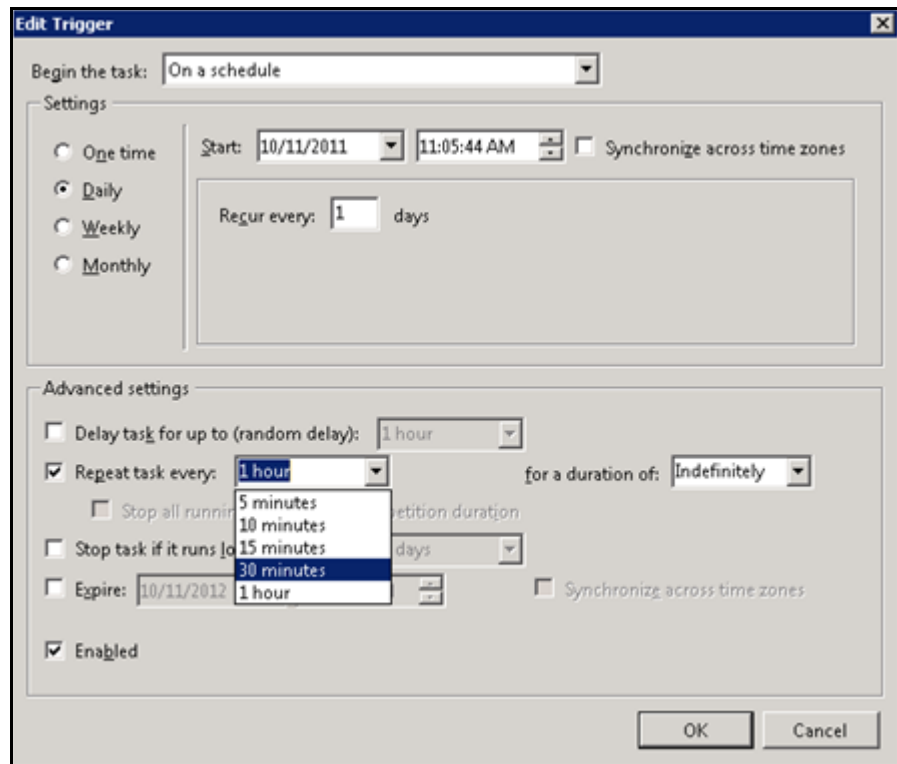 Edit Trigger
Begin the task: On a schedule
Settings
One time
Daily
Weekly
Monthly
Start: 10/11/2011 11:05:44 AM Synchronize across time zones
Recur every: 1 days
Advanced settings
Delay task for up to (random delay): 1 hour
Repeat task every: 1 hour for a duration of: Indefinitely
5 minutes
10 minutes
15 minutes
30 minutes
1 hour
Stop all duration
Stop task if it runs days
Expire: 10/11/2012 Synchronize across time zones
Enabled
OK Cancel